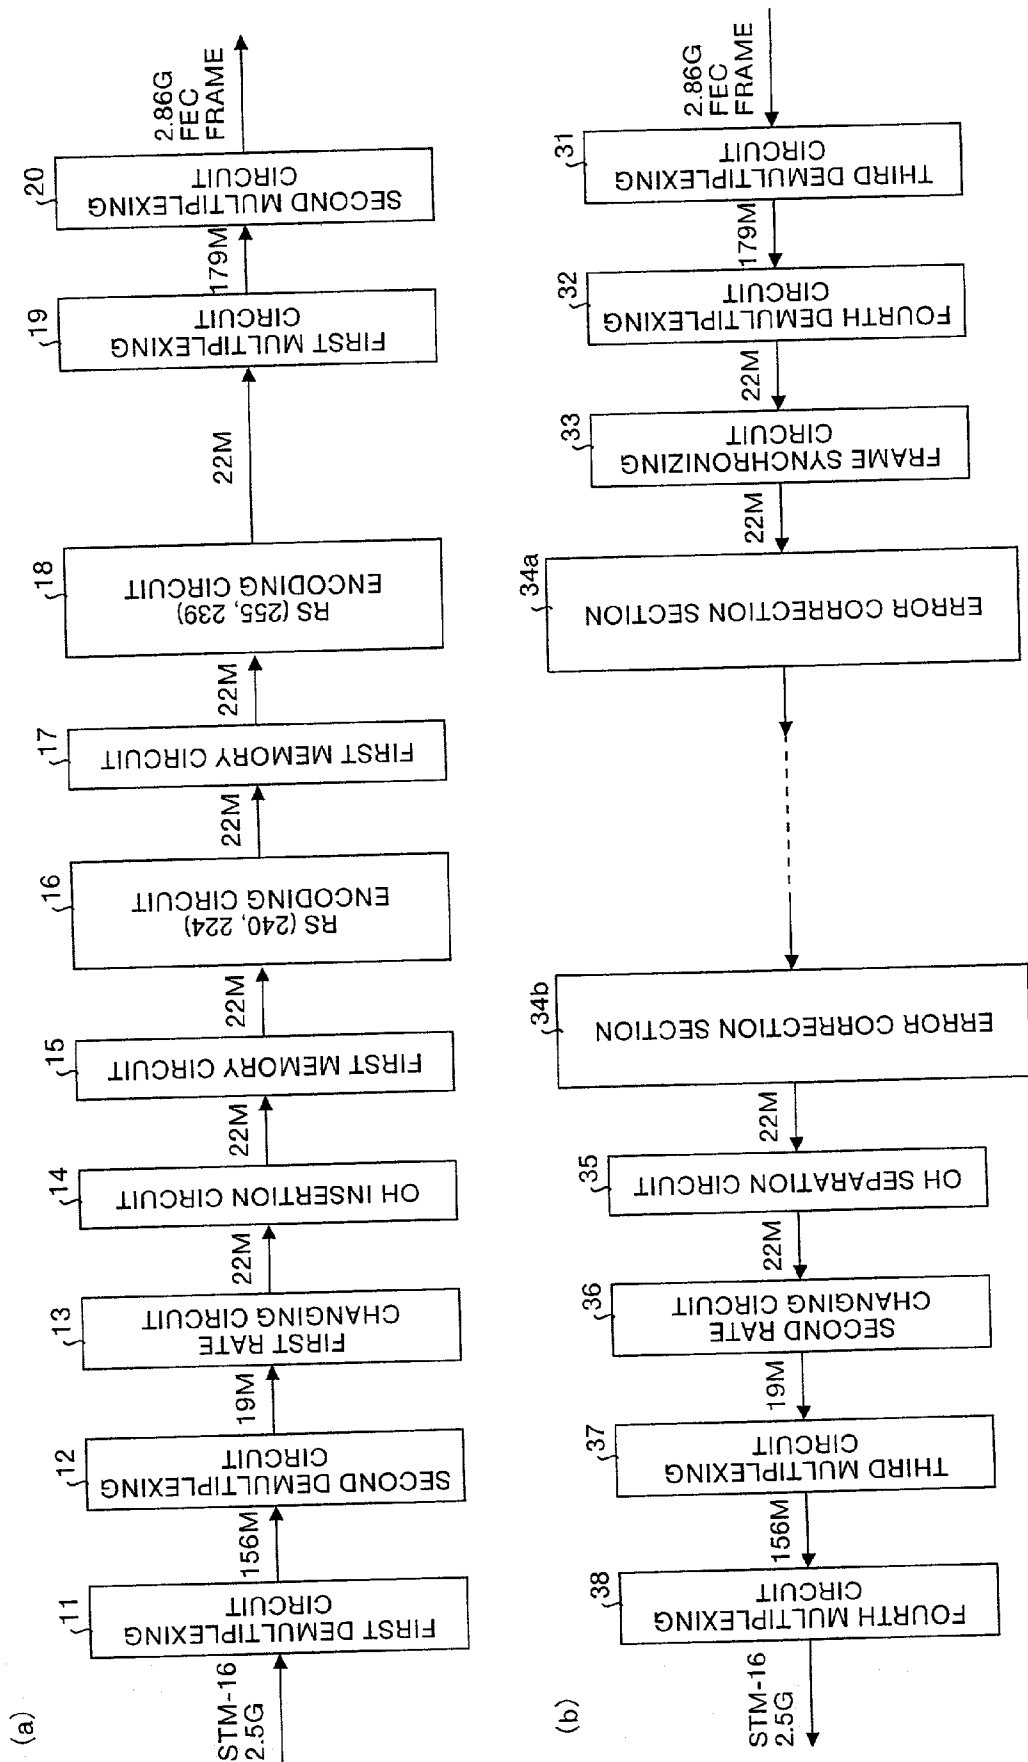 (a)
STM-16
2.5G
11
FIRST DEMULTIPLEXING
CIRCUIT
156M
12
SECOND DEMULTIPLEXING
CIRCUIT
19M
13
FIRST RATE
CHANGING CIRCUIT
22M
14
OH INSERTION CIRCUIT
22M
15
FIRST MEMORY CIRCUIT
22M
16
RS (240, 224)
ENCODING CIRCUIT
22M
17
FIRST MEMORY CIRCUIT
22M
18
RS (255, 239)
ENCODING CIRCUIT
22M
19
FIRST MULTIPLEXING
CIRCUIT
179M
20
SECOND MULTIPLEXING
CIRCUIT
2.86G
FEC
FRAME
(b)
STM-16
2.5G
38
FOURTH MULTIPLEXING
CIRCUIT
156M
37
THIRD MULTIPLEXING
CIRCUIT
19M
36
SECOND RATE
CHANGING CIRCUIT
22M
35
OH SEPARATION CIRCUIT
22M
34b
ERROR CORRECTION SECTION
34a
ERROR CORRECTION SECTION
22M
33
FRAME SYNCHRONIZING
CIRCUIT
22M
32
FOURTH DEMULTIPLEXING
CIRCUIT
179M
31
THIRD DEMULTIPLEXING
CIRCUIT
2.86G
FEC
FRAME